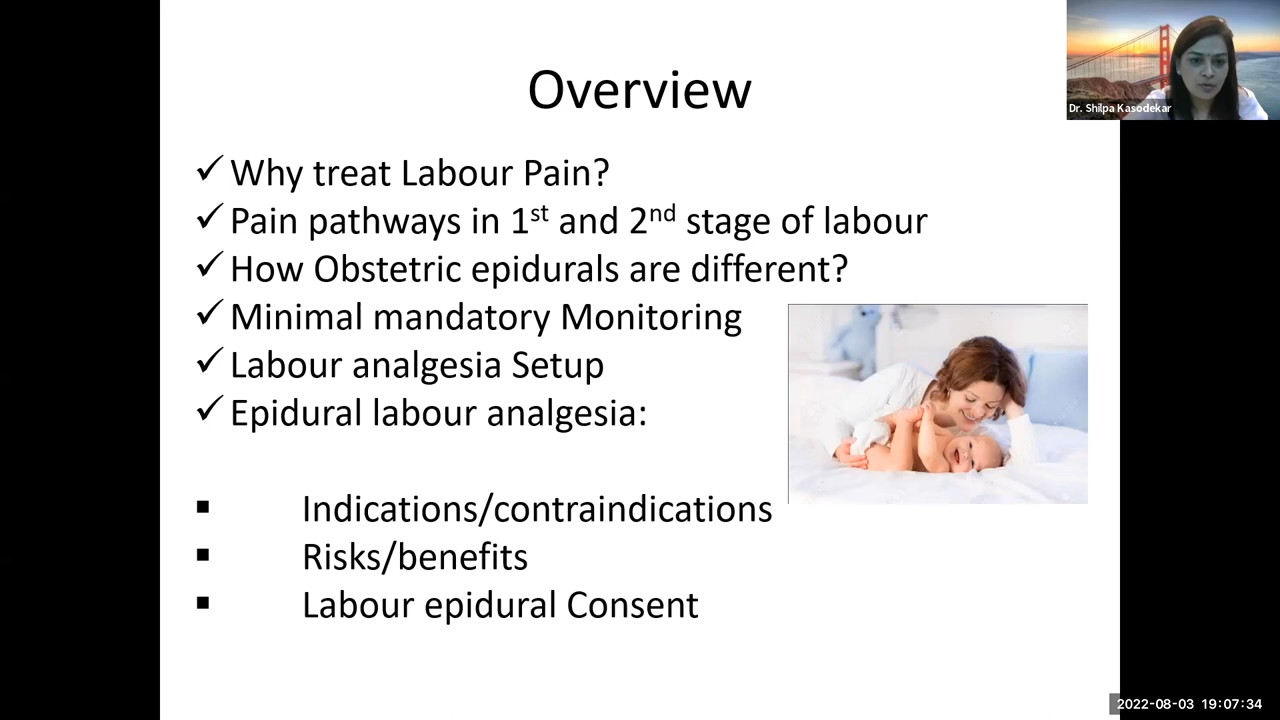 Overview
Dr. Shilpa Kasodekar
✓ Why treat Labour Pain?
✓ Pain pathways in 1st and 2nd stage of labour
✓ How Obstetric epidurals are different?
✓ Minimal mandatory Monitoring
✓ Labour analgesia Setup
✓ Epidural labour analgesia:
▪ Indications/contraindications
▪ Risks/benefits
▪ Labour epidural Consent
2022-08-03 19:07:34